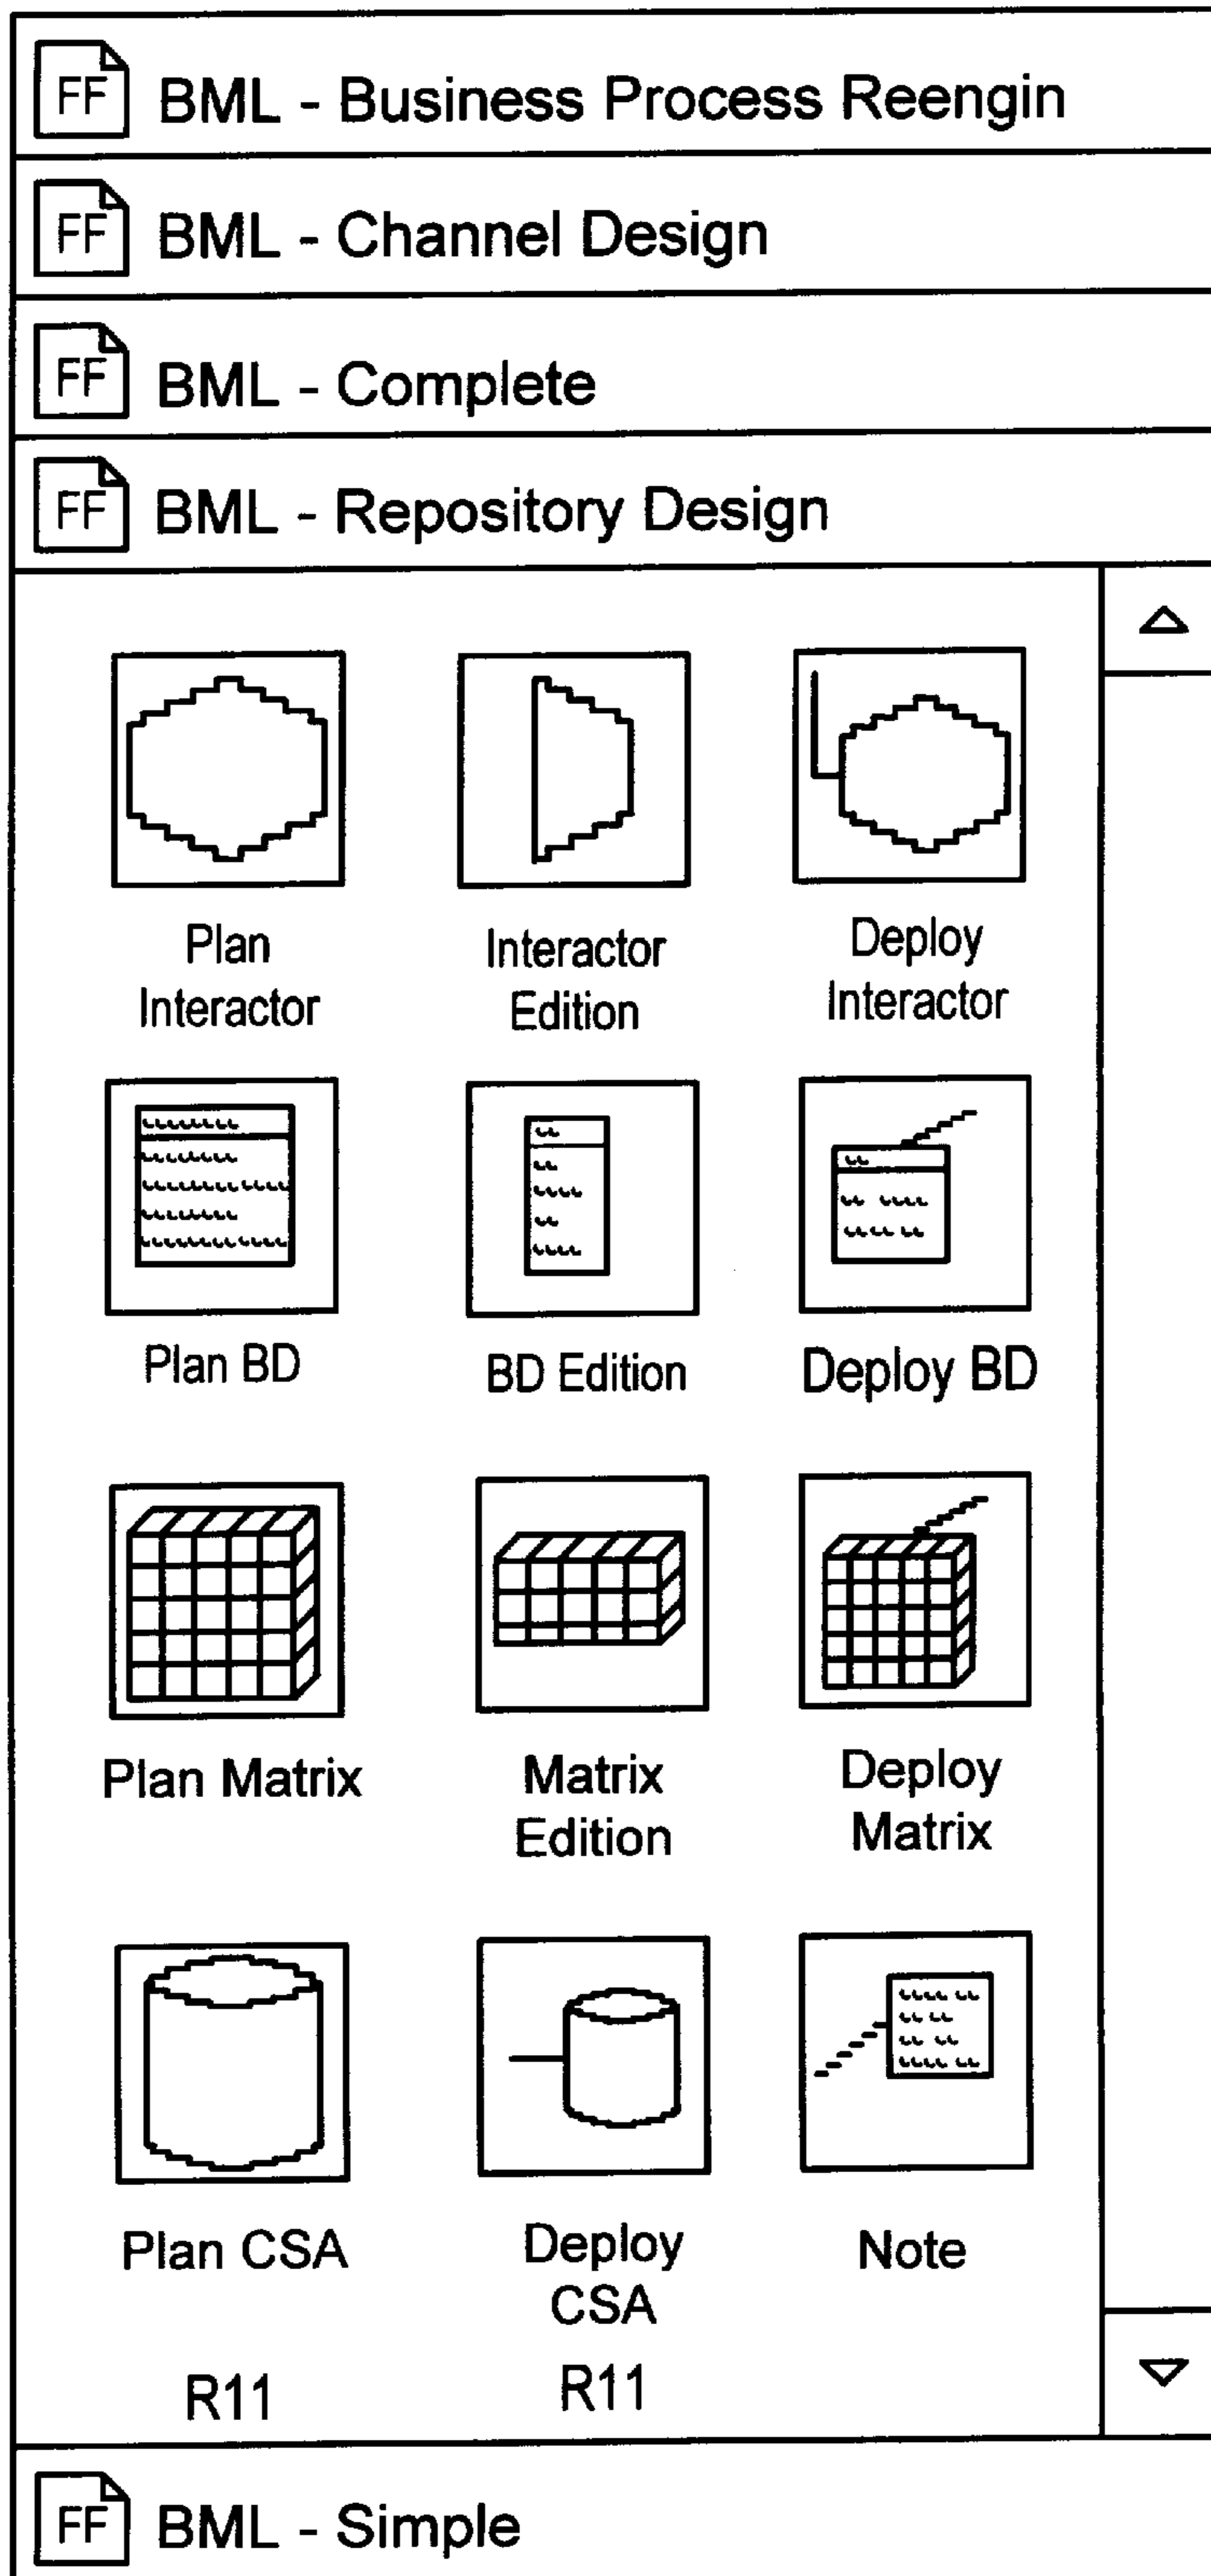 FF BML - Business Process Reengin
FF BML - Channel Design
FF BML - Complete
FF BML - Repository Design
Plan
Interactor
Interactor
Edition
Deploy
Interactor
Plan BD
BD Edition
Deploy BD
Plan Matrix
Matrix
Edition
Deploy
Matrix
Plan CSA
Deploy
CSA
Note
R11
R11
FF BML - Simple